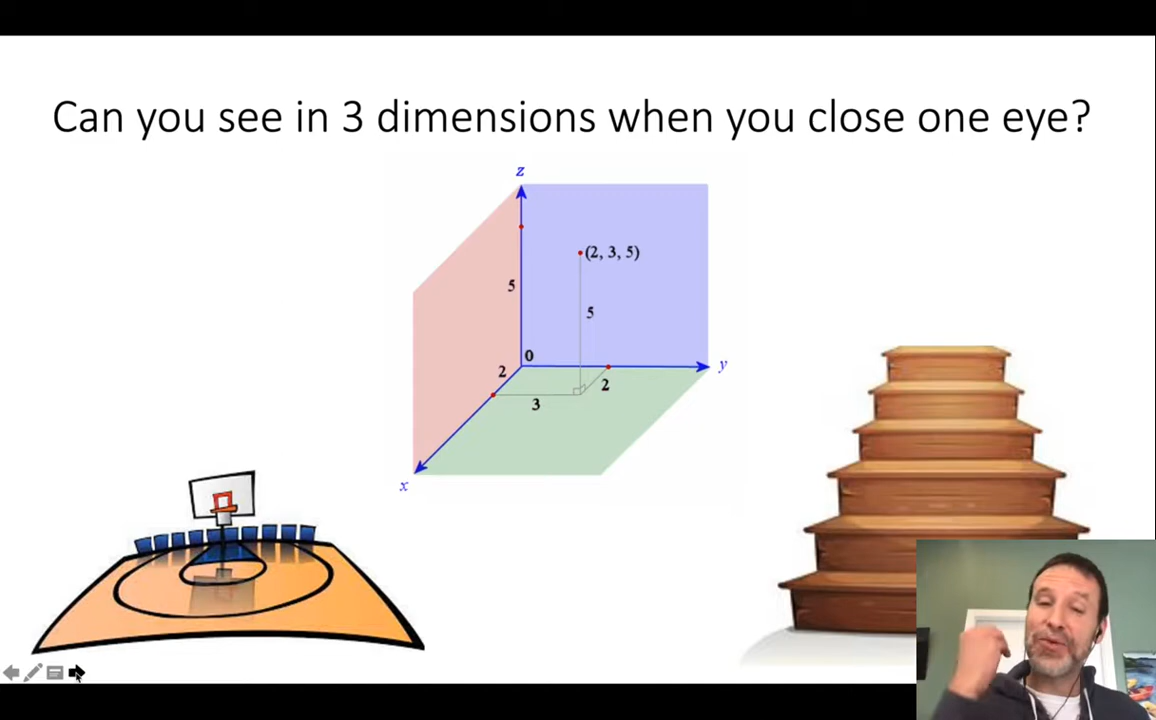 Can you see in 3 dimensions when you close one eye?
z
(2, 3, 5)
5
5
0
2
y
2
3
x